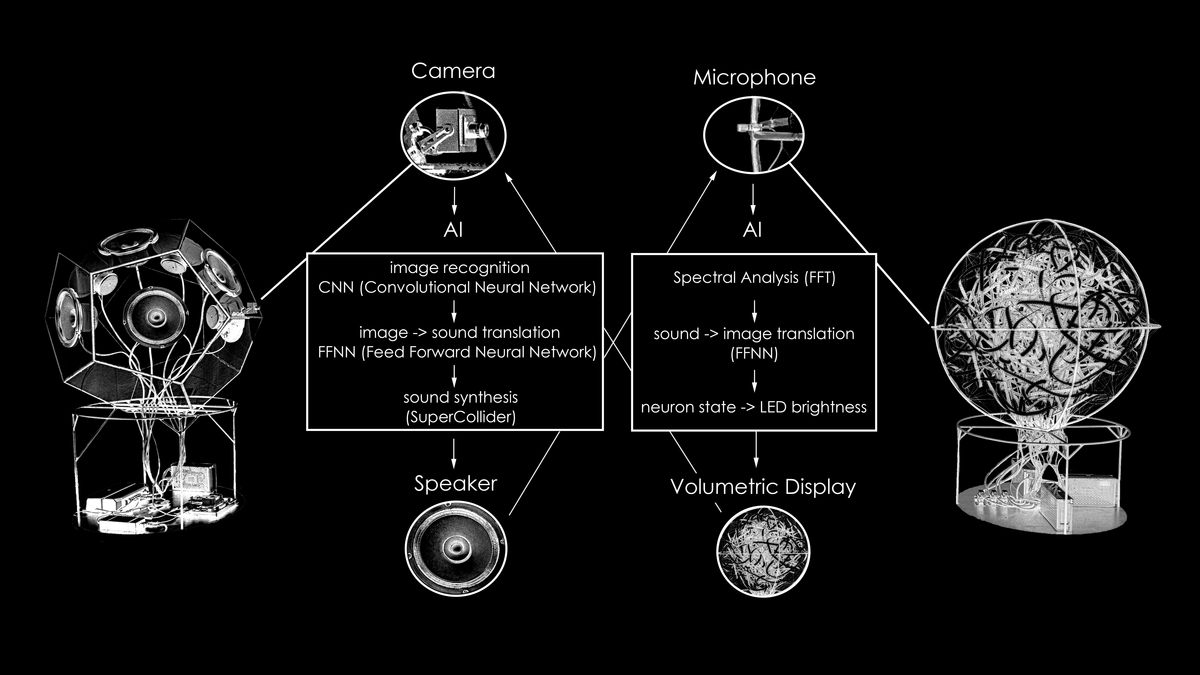 Camera
AI
image recognition
CNN (Convolutional Neural Network)
image -> sound translation
FFNN (Feed Forward Neural Network)
sound synthesis
(SuperCollider)
Speaker
Microphone
AI
Spectral Analysis (FFT)
sound -> image translation
(FFNN)
neuron state -> LED brightness
Volumetric Display